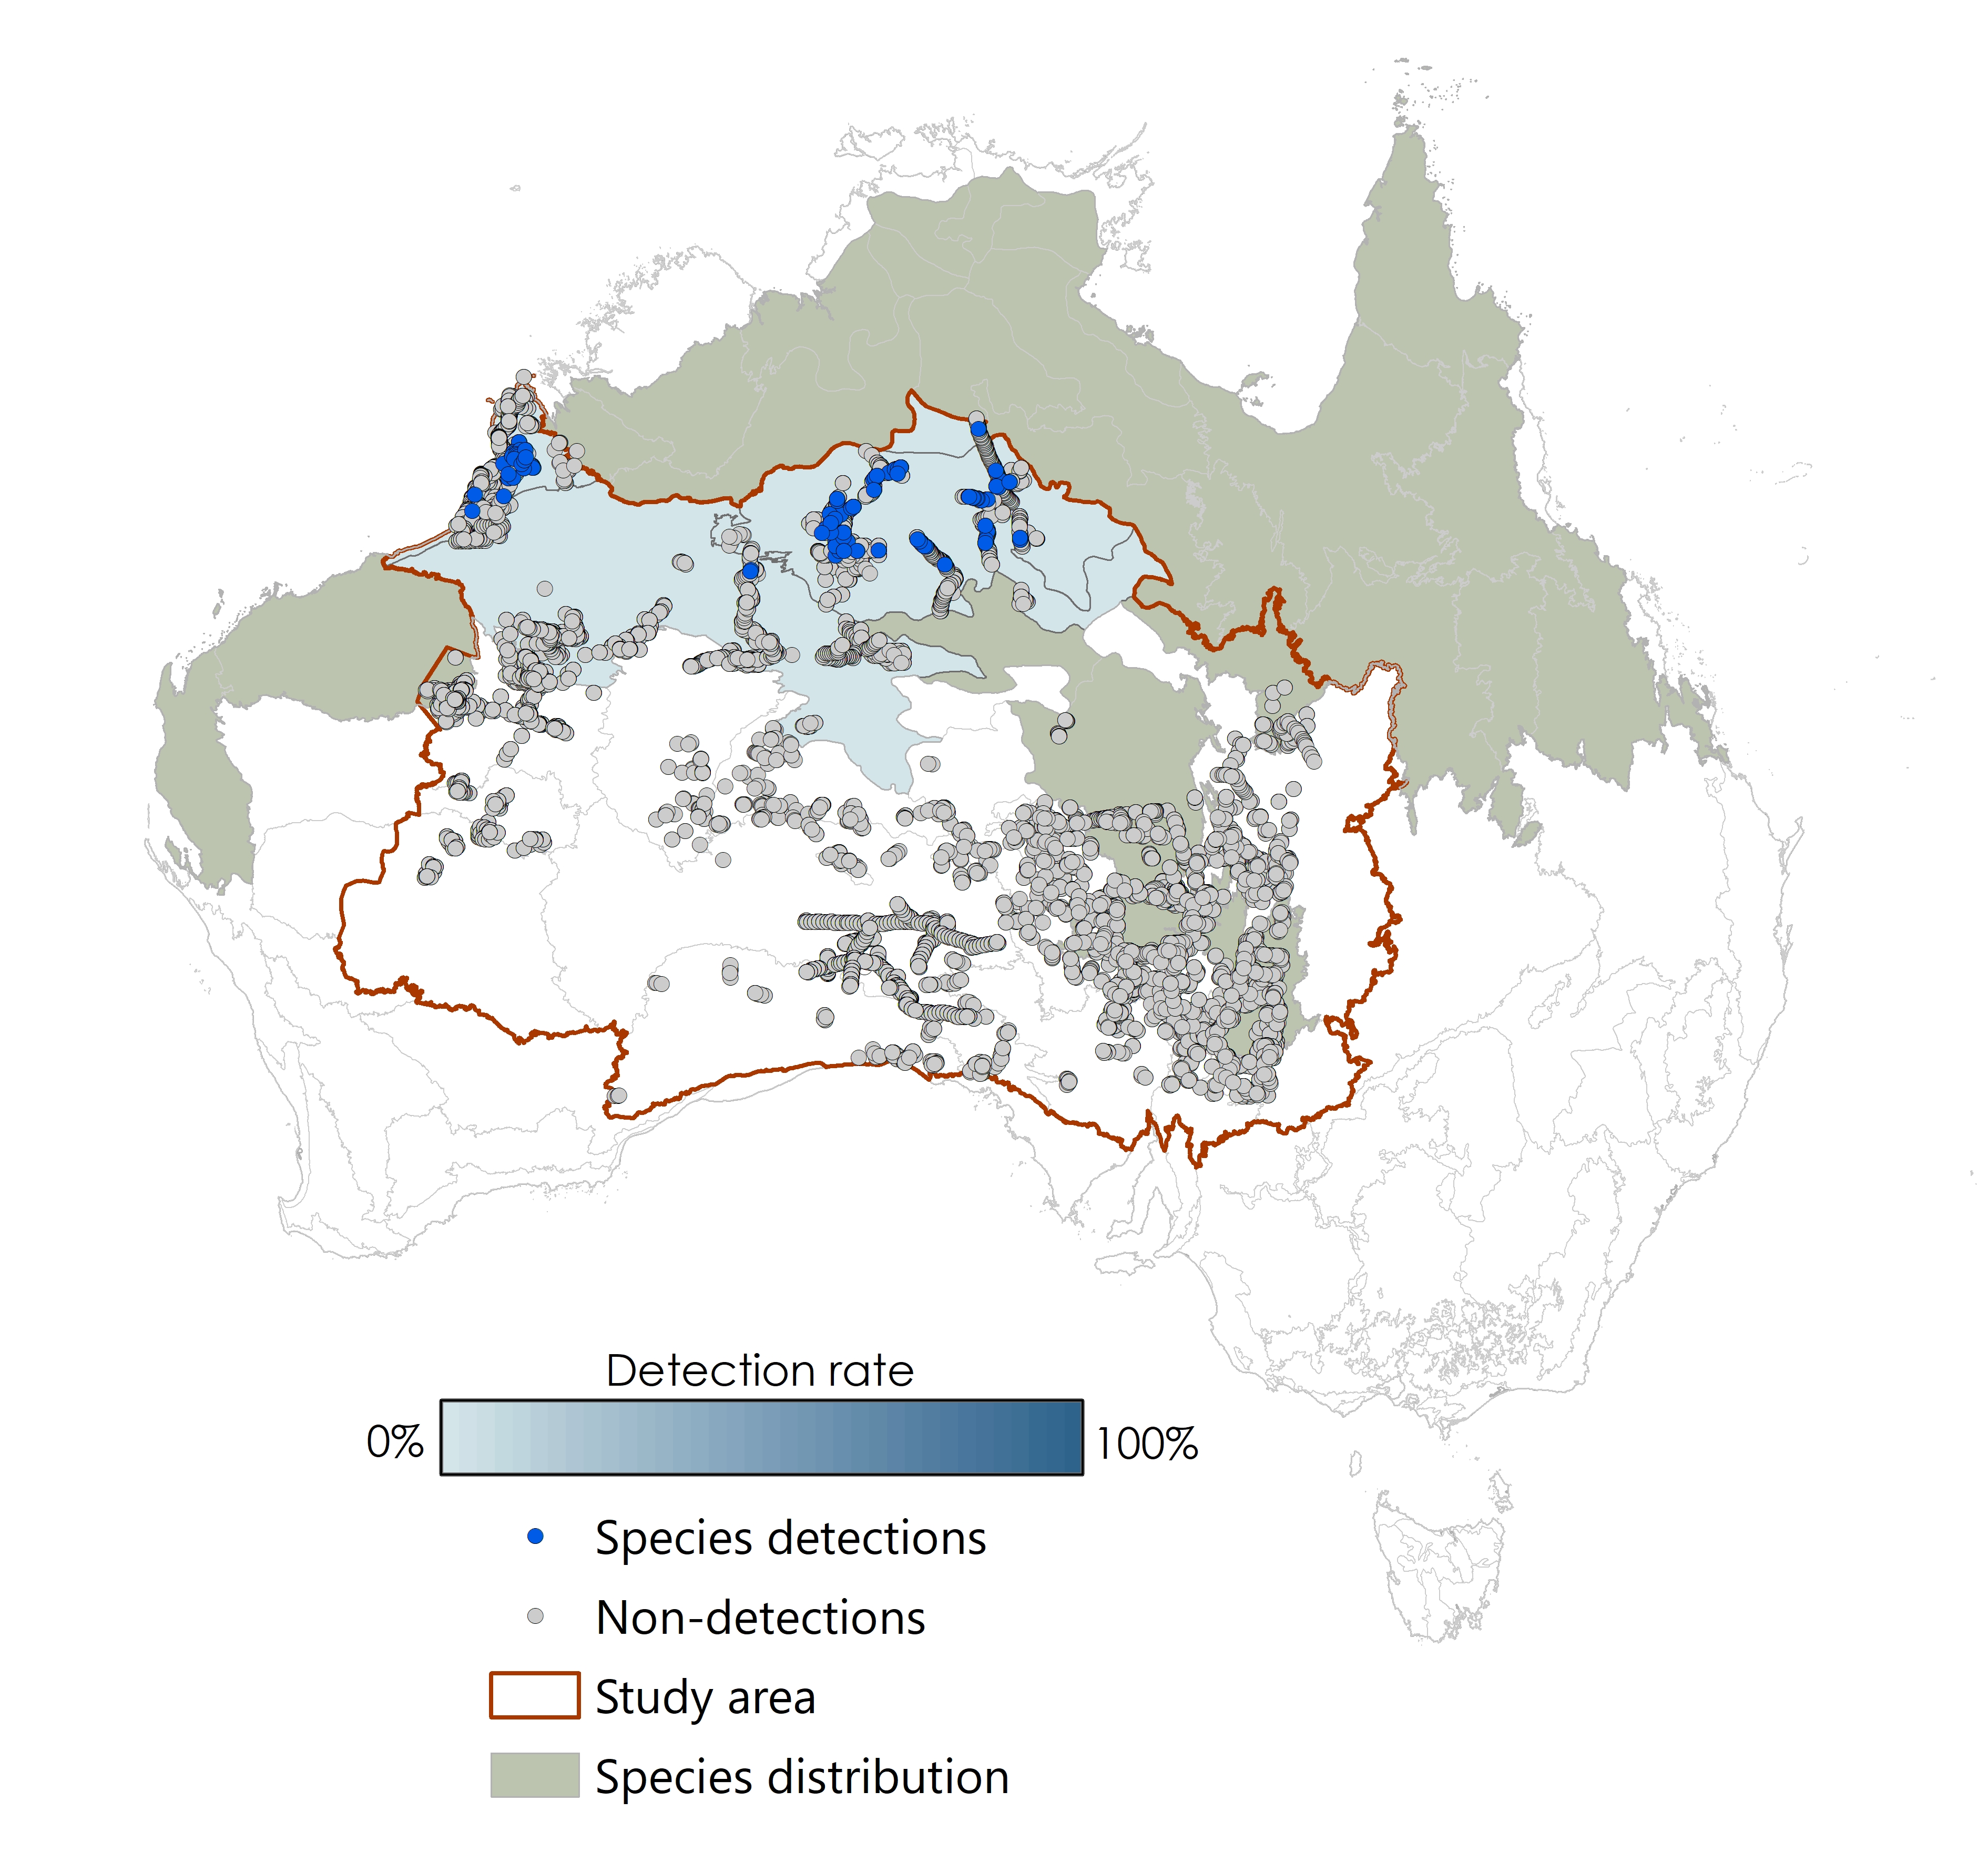 Detection rate
0%
100%
Species detections
Non-detections
Study area
Species distribution